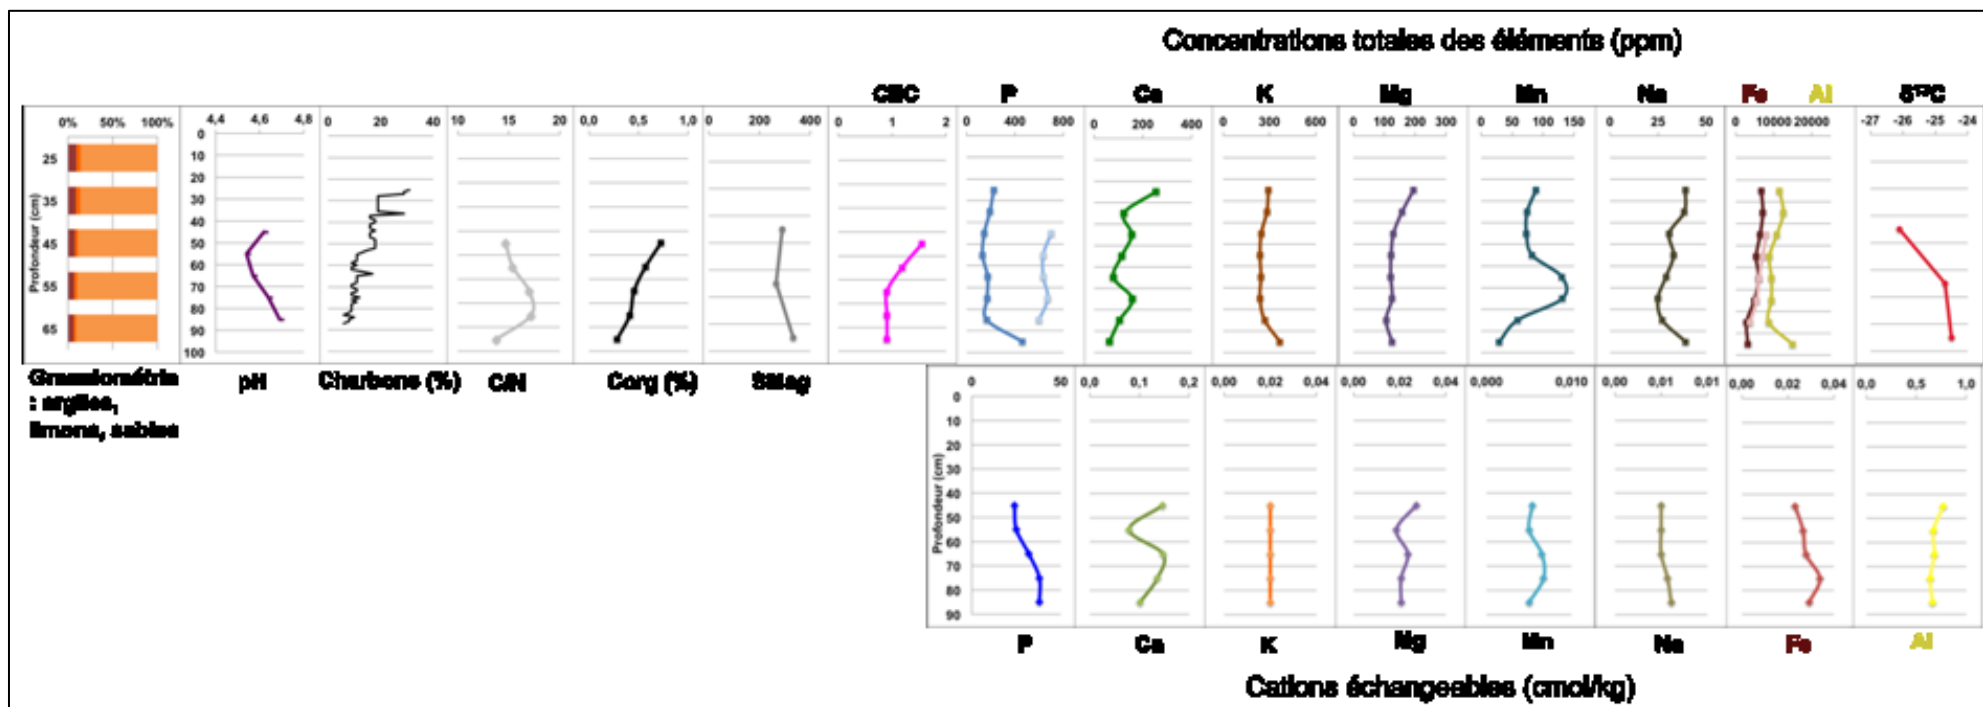 Concentrations totales des éléments (ppm)
CEC P Ca K Mg Mn Na Fe Al δ¹³C
0% 50% 100% 4,4 4,6 4,8 0 20 40 10 15 20 0,0 0,5 1,0 0 200 400 0 1 2 0 400 800 0 200 400 0 300 600 0 100 200 300 0 50 100 150 0 25 50 0 10000 20000 -27 -26 -25 -24
Profondeur (cm)
25
35
45
55
65
0
10
20
30
40
50
60
70
80
90
100
Granulométrie
: argiles,
limons, sables
pH Charbons (%) C/N Corg (%) SMag
0 50 0,0 0,1 0,2 0,00 0,02 0,04 0,00 0,02 0,04 0,000 0,010 0,00 0,01 0,01 0,00 0,02 0,04 0,0 0,5 1,0
Profondeur (cm)
0
10
20
30
40
50
60
70
80
90
P Ca K Mg Mn Na Fe Al
Cations échangeables (cmol/kg)